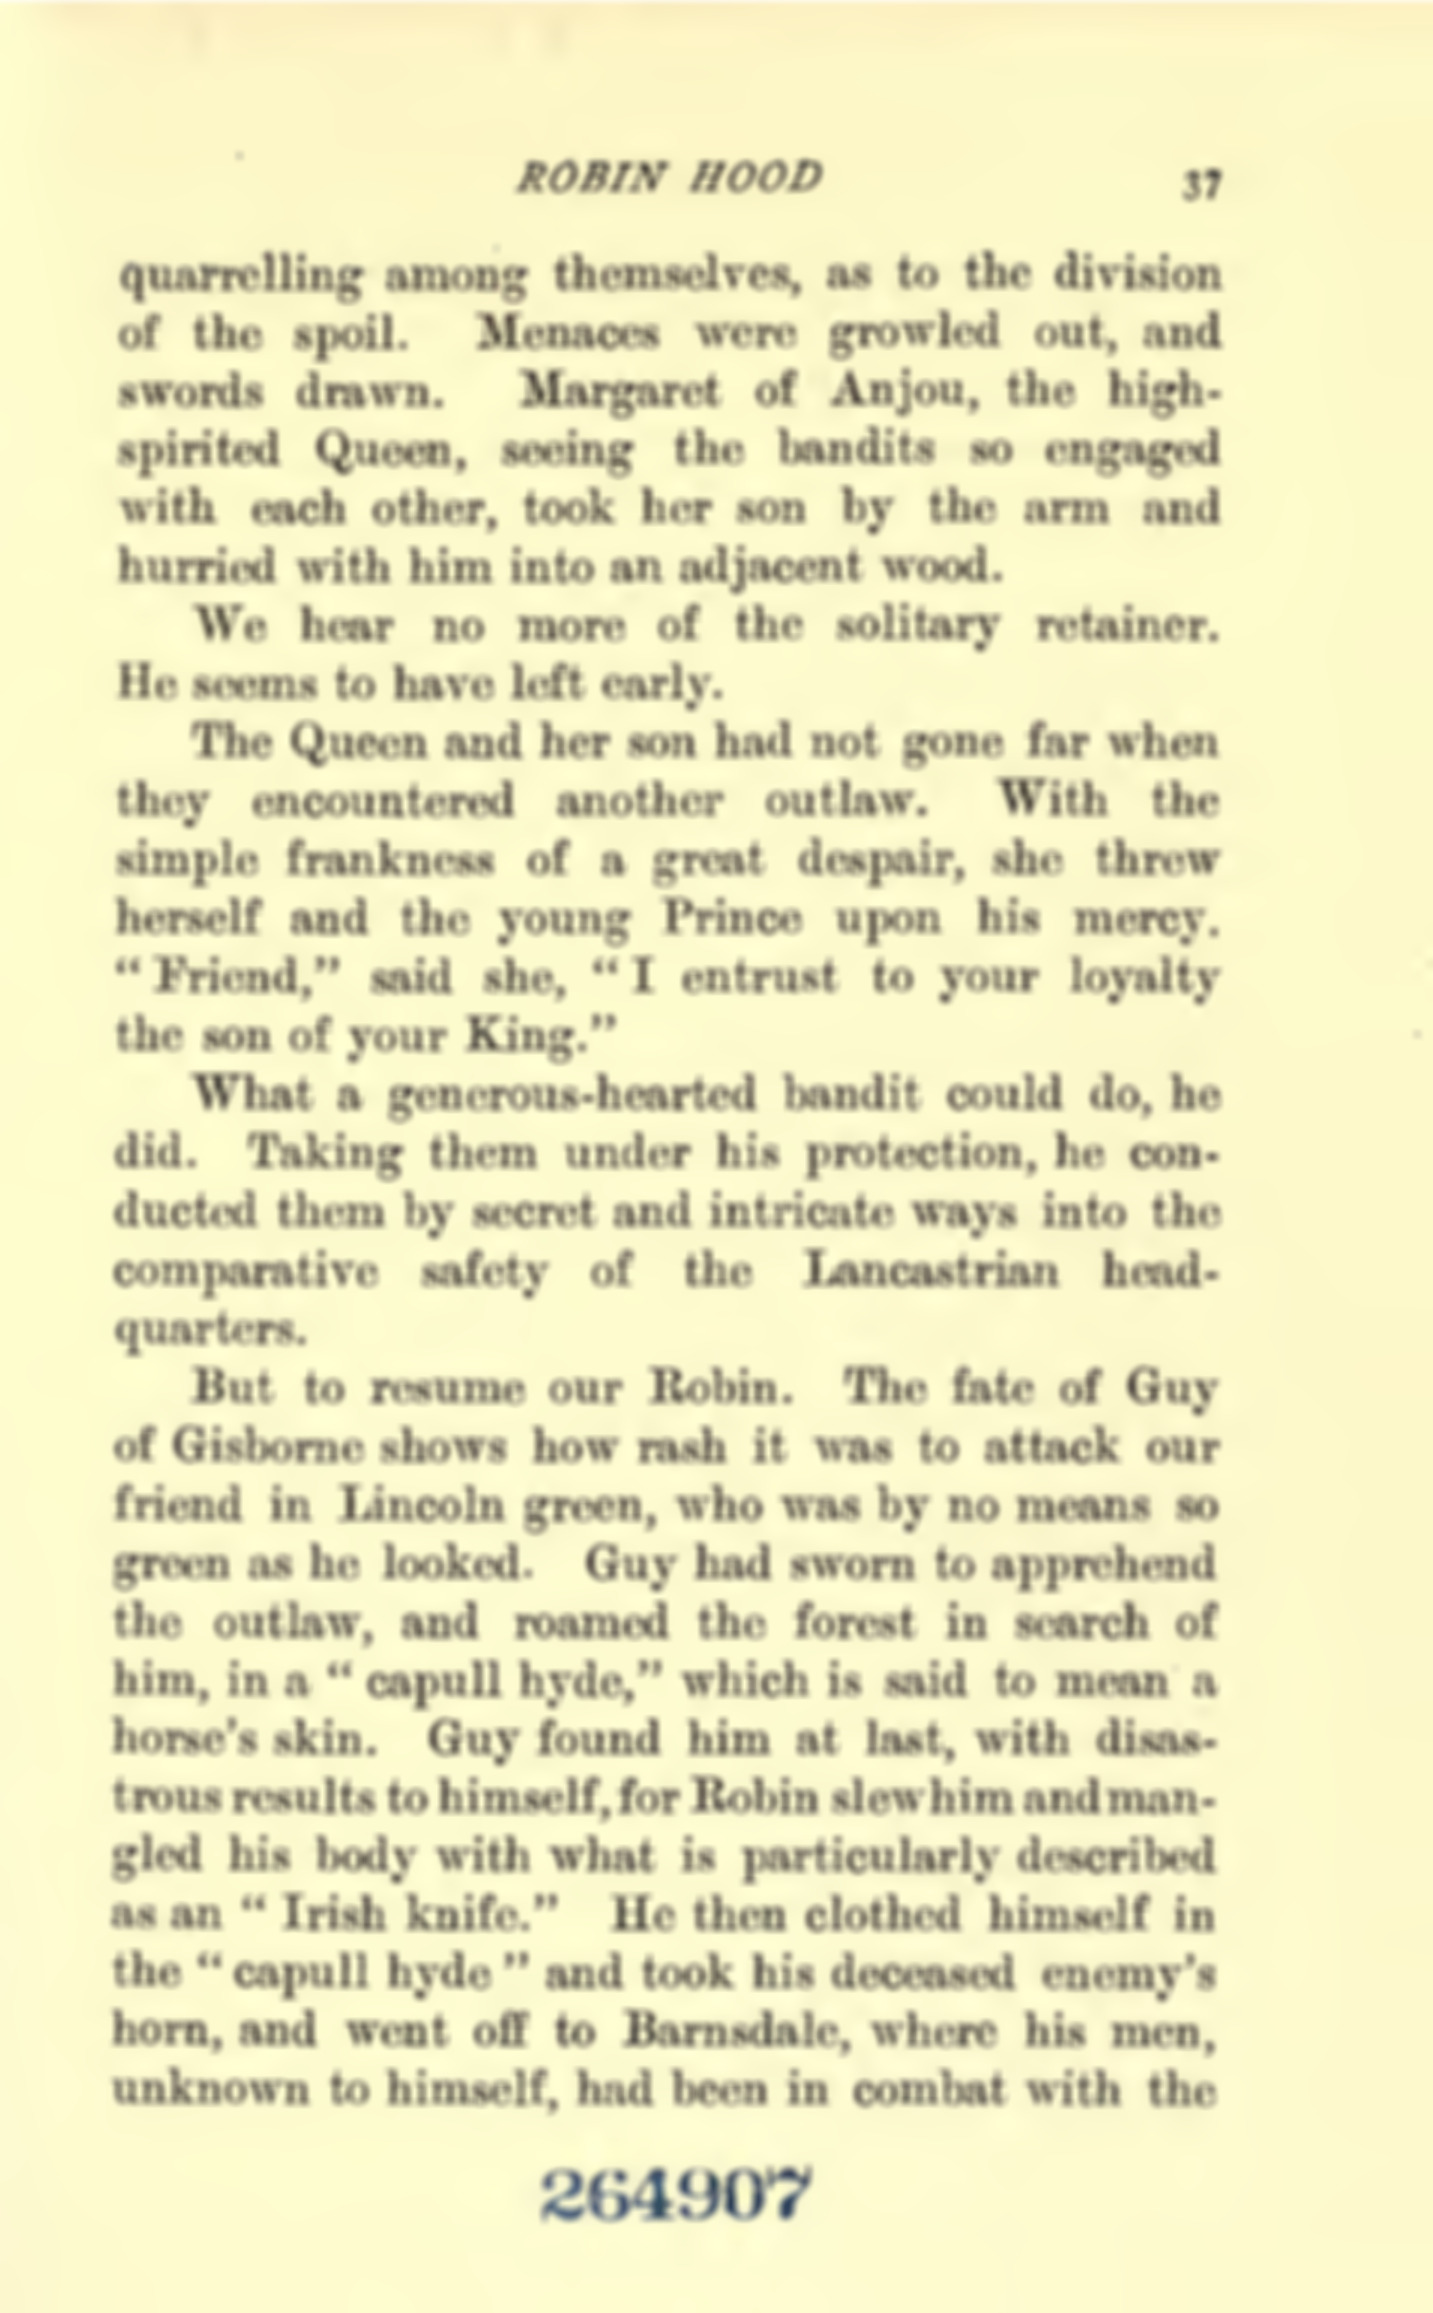 ROBIN HOOD 37
quarrelling among themselves, as to the division
of the spoil. Menaces were growled out, and
swords drawn. Margaret of Anjou, the high-
spirited Queen, seeing the bandits so engaged
with each other, took her son by the arm and
hurried with him into an adjacent wood.
We hear no more of the solitary retainer.
He seems to have left early.
The Queen and her son had not gone far when
they encountered another outlaw. With the
simple frankness of a great despair, she threw
herself and the young Prince upon his mercy.
“Friend,” said she, “I entrust to your loyalty
the son of your King.”
What a generous-hearted bandit could do, he
did. Taking them under his protection, he con-
ducted them by secret and intricate ways into the
comparative safety of the Lancastrian head-
quarters.
But to resume our Robin. The fate of Guy
of Gisborne shows how rash it was to attack our
friend in Lincoln green, who was by no means so
green as he looked. Guy had sworn to apprehend
the outlaw, and roamed the forest in search of
him, in a “capull hyde,” which is said to mean a
horse's skin. Guy found him at last, with disas-
trous results to himself, for Robin slew him and man-
gled his body with what is particularly described
as an “Irish knife.” He then clothed himself in
the “capull hyde” and took his deceased enemy's
horn, and went off to Barnsdale, where his men,
unknown to himself, had been in combat with the
264907